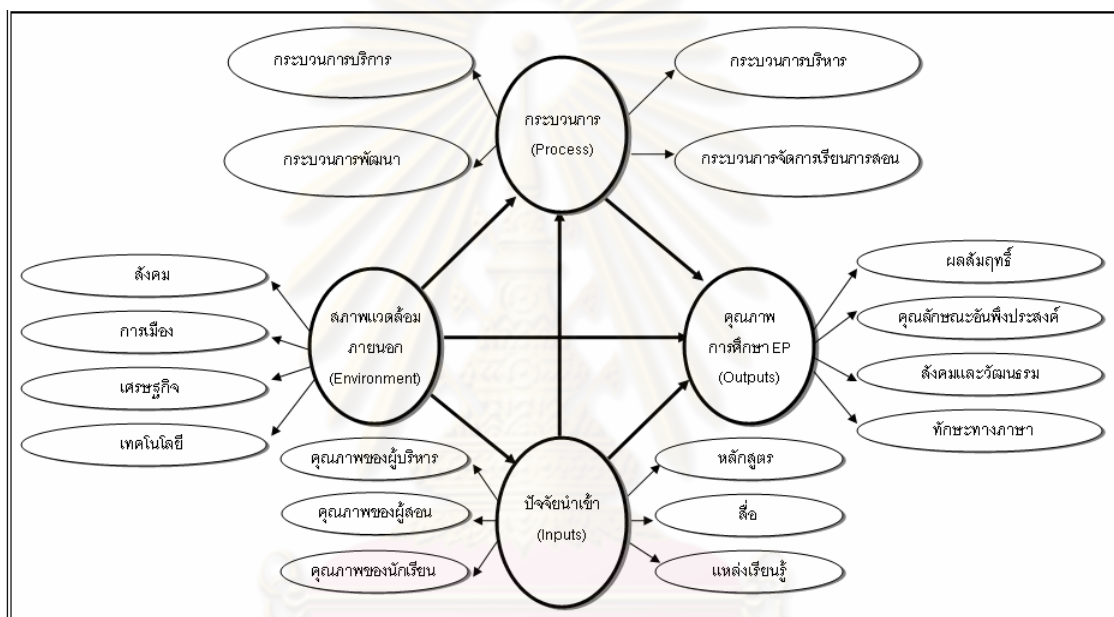 กระบวนการบริการ
กระบวนการบริหาร
กระบวนการ
(Process)
กระบวนการพัฒนา
กระบวนการจัดการเรียนการสอน
สังคม
การเมือง
เศรษฐกิจ
เทคโนโลยี
สภาพแวดล้อม
ภายนอก
(Environment)
คุณภาพ
การศึกษา EP
(Outputs)
ผลสัมฤทธิ์
คุณลักษณะอันพึงประสงค์
สังคมและวัฒนธรรม
ทักษะทางภาษา
คุณภาพของผู้บริหาร
คุณภาพของผู้สอน
คุณภาพของนักเรียน
ปัจจัยนำเข้า
(Inputs)
หลักสูตร
สื่อ
แหล่งเรียนรู้